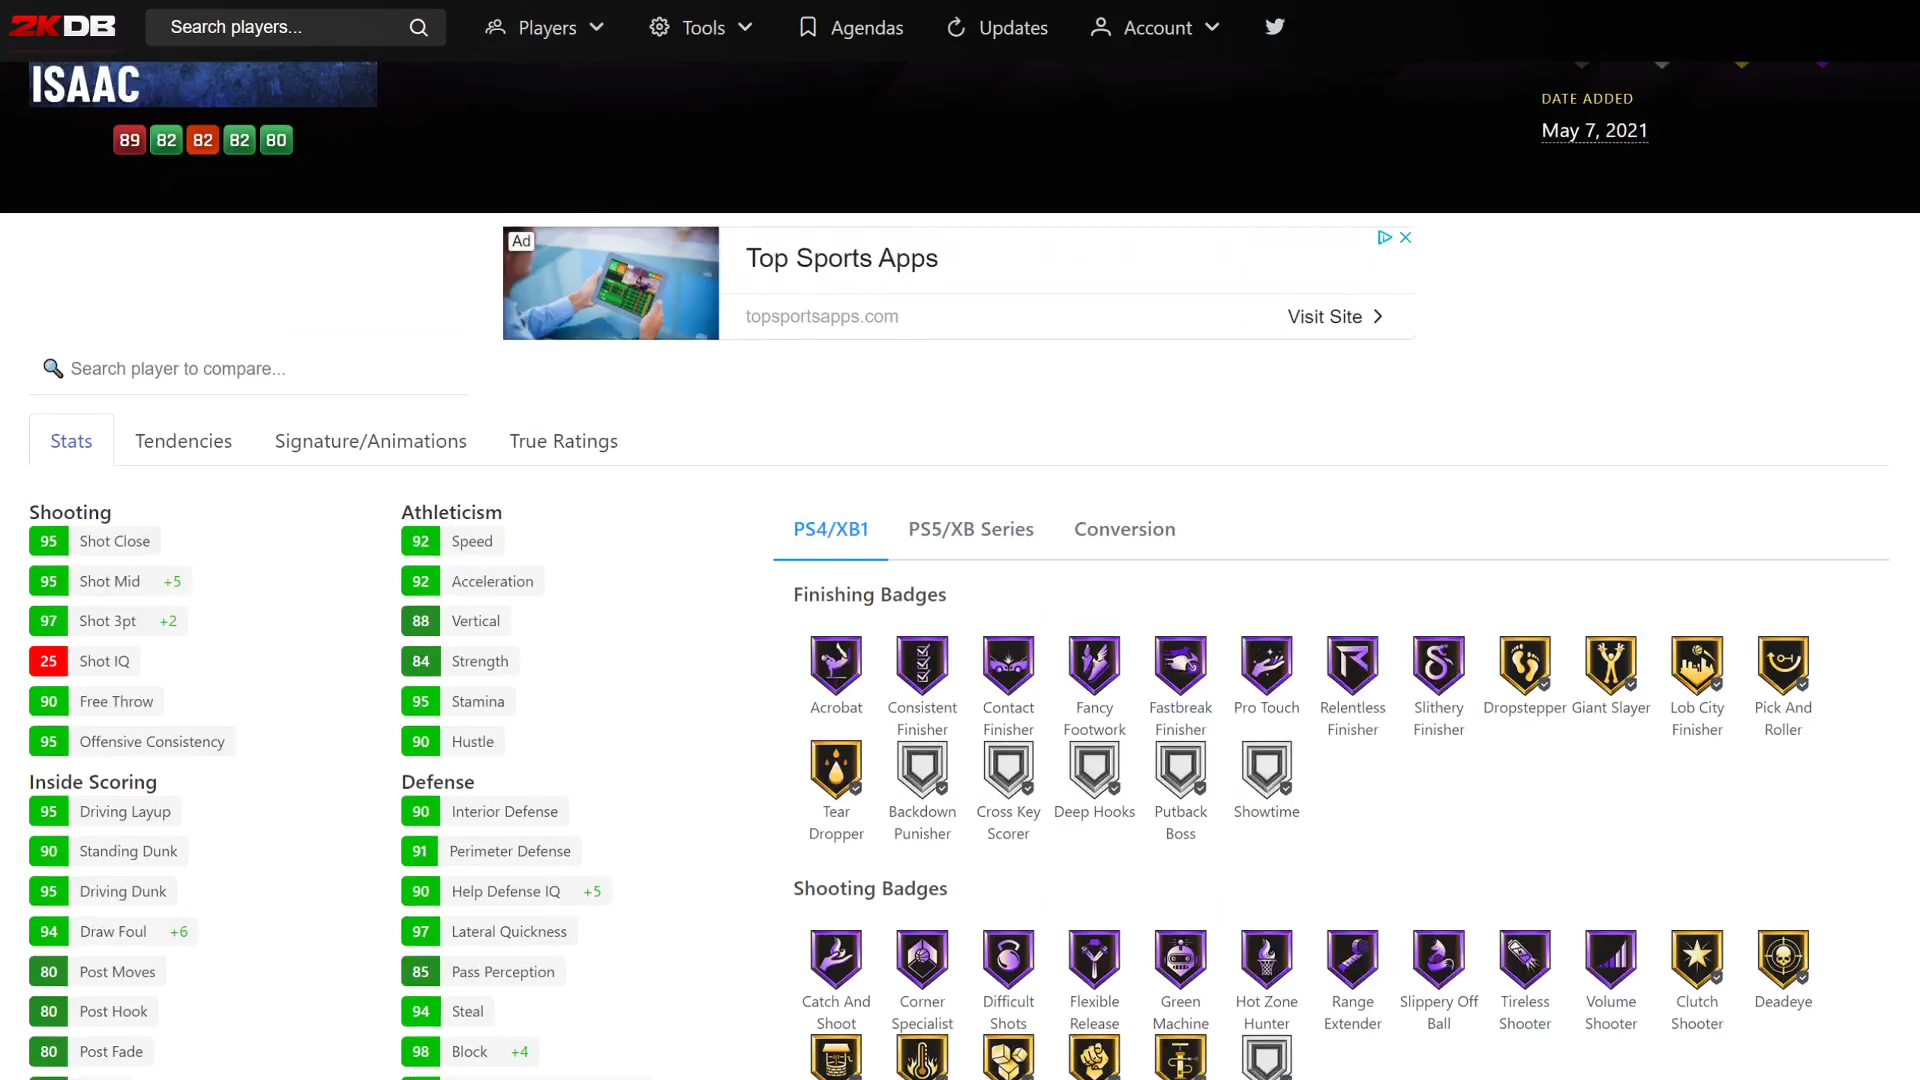 2KDB
Search players...
Players
Tools
Agendas
Updates
Account
ISAAC
89 82 82 82 80
DATE ADDED
May 7, 2021
Ad
Top Sports Apps
topsportsapps.com
Visit Site
Search player to compare...
Stats
Tendencies
Signature/Animations
True Ratings
Shooting
95 Shot Close
95 Shot Mid +5
97 Shot 3pt +2
25 Shot IQ
90 Free Throw
95 Offensive Consistency
Inside Scoring
95 Driving Layup
90 Standing Dunk
95 Driving Dunk
94 Draw Foul +6
80 Post Moves
80 Post Hook
80 Post Fade
Athleticism
92 Speed
92 Acceleration
88 Vertical
84 Strength
95 Stamina
90 Hustle
Defense
90 Interior Defense
91 Perimeter Defense
90 Help Defense IQ +5
97 Lateral Quickness
85 Pass Perception
94 Steal
98 Block +4
PS4/XB1
PS5/XB Series
Conversion
Finishing Badges
Acrobat
Consistent
Finisher
Contact
Finisher
Fancy
Footwork
Fastbreak
Finisher
Pro Touch
Relentless
Finisher
Slithery
Finisher
Dropstepper
Giant Slayer
Lob City
Finisher
Pick And
Roller
Tear
Dropper
Backdown
Punisher
Cross Key
Scorer
Deep Hooks
Putback
Boss
Showtime
Shooting Badges
Catch And
Shoot
Corner
Specialist
Difficult
Shots
Flexible
Release
Green
Machine
Hot Zone
Hunter
Range
Extender
Slippery Off
Ball
Tireless
Shooter
Volume
Shooter
Clutch
Shooter
Deadeye